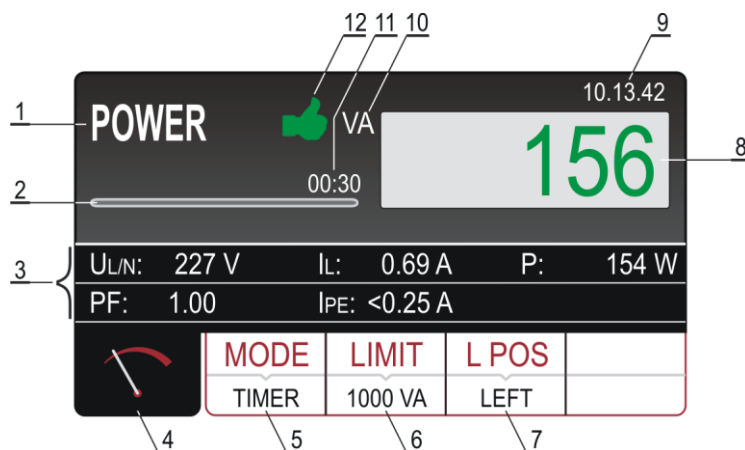 12 11 10 9
10.13.42
1 POWER VA 156 8
00:30
2
3 UL/N: 227 V IL: 0.69 A P: 154 W
PF: 1.00 IPE: <0.25 A
MODE LIMIT L POS
TIMER 1000 VA LEFT
4 5 6 7